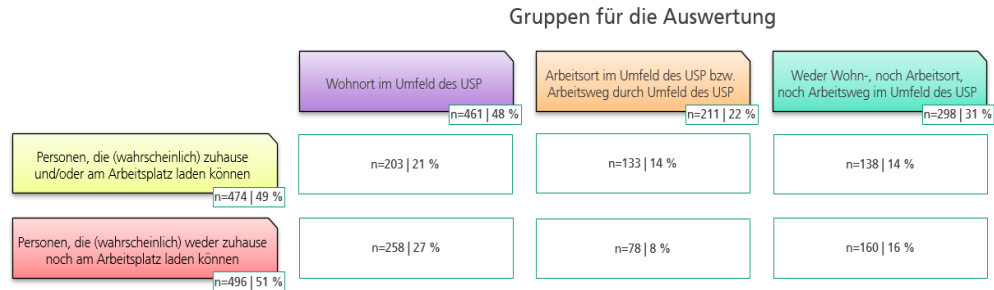 Gruppen für die Auswertung
Wohnort im Umfeld des USP
n=461 | 48 %
Arbeitsort im Umfeld des USP bzw.
Arbeitsweg durch Umfeld des USP
n=211 | 22 %
Weder Wohn-, noch Arbeitsort,
noch Arbeitsweg im Umfeld des USP
n=298 | 31 %
Personen, die (wahrscheinlich) zuhause
und/oder am Arbeitsplatz laden können
n=474 | 49 %
n=203 | 21 %
n=133 | 14 %
n=138 | 14 %
Personen, die (wahrscheinlich) weder zuhause
noch am Arbeitsplatz laden können
n=496 | 51 %
n=258 | 27 %
n=78 | 8 %
n=160 | 16 %